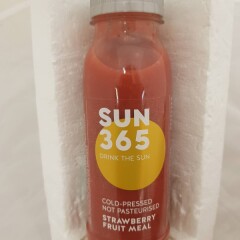 SUN
365
DRINK THE SUN
COLD-PRESSED
NOT PASTEURISED
STRAWBERRY
FRUIT MEAL